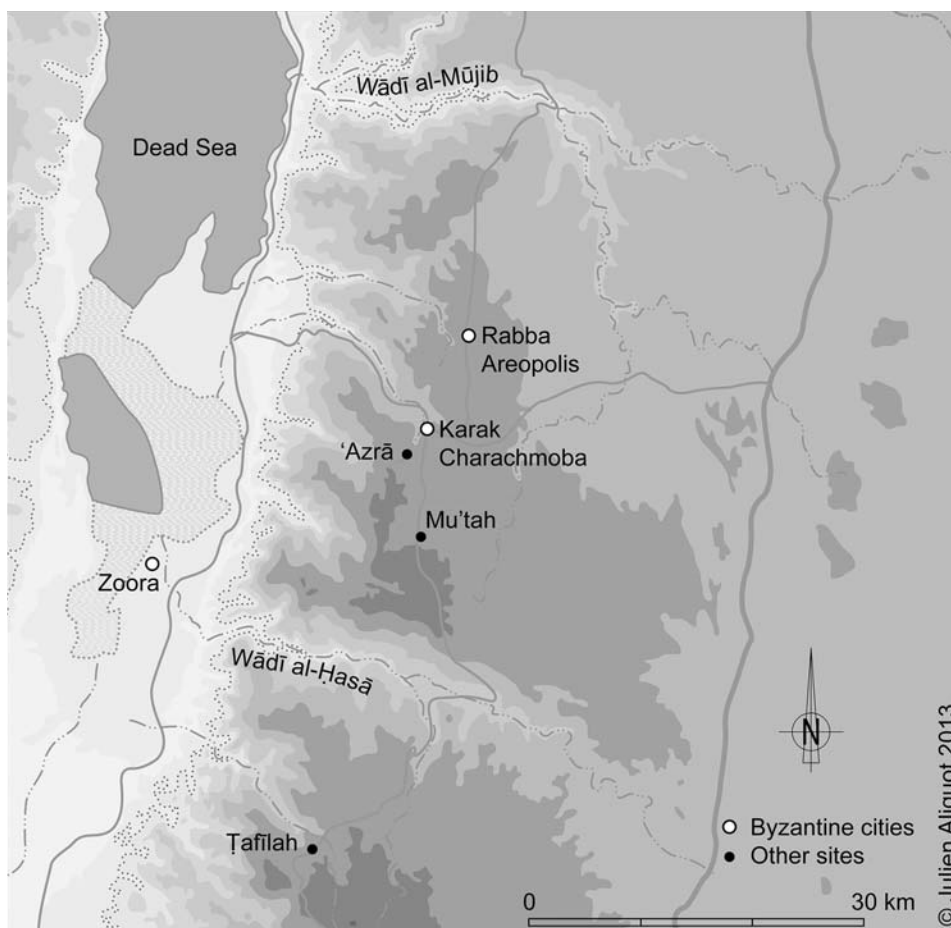 Wādī al-Mūjib
Dead Sea
Rabba
Areopolis
Karak
Charachmoba
‘Azrā
Mu’tah
Zoora
Wādī al-Ḥasā
N
Ṭafīlah
Byzantine cities
Other sites
0 30 km
© Julien Aliquot 2013